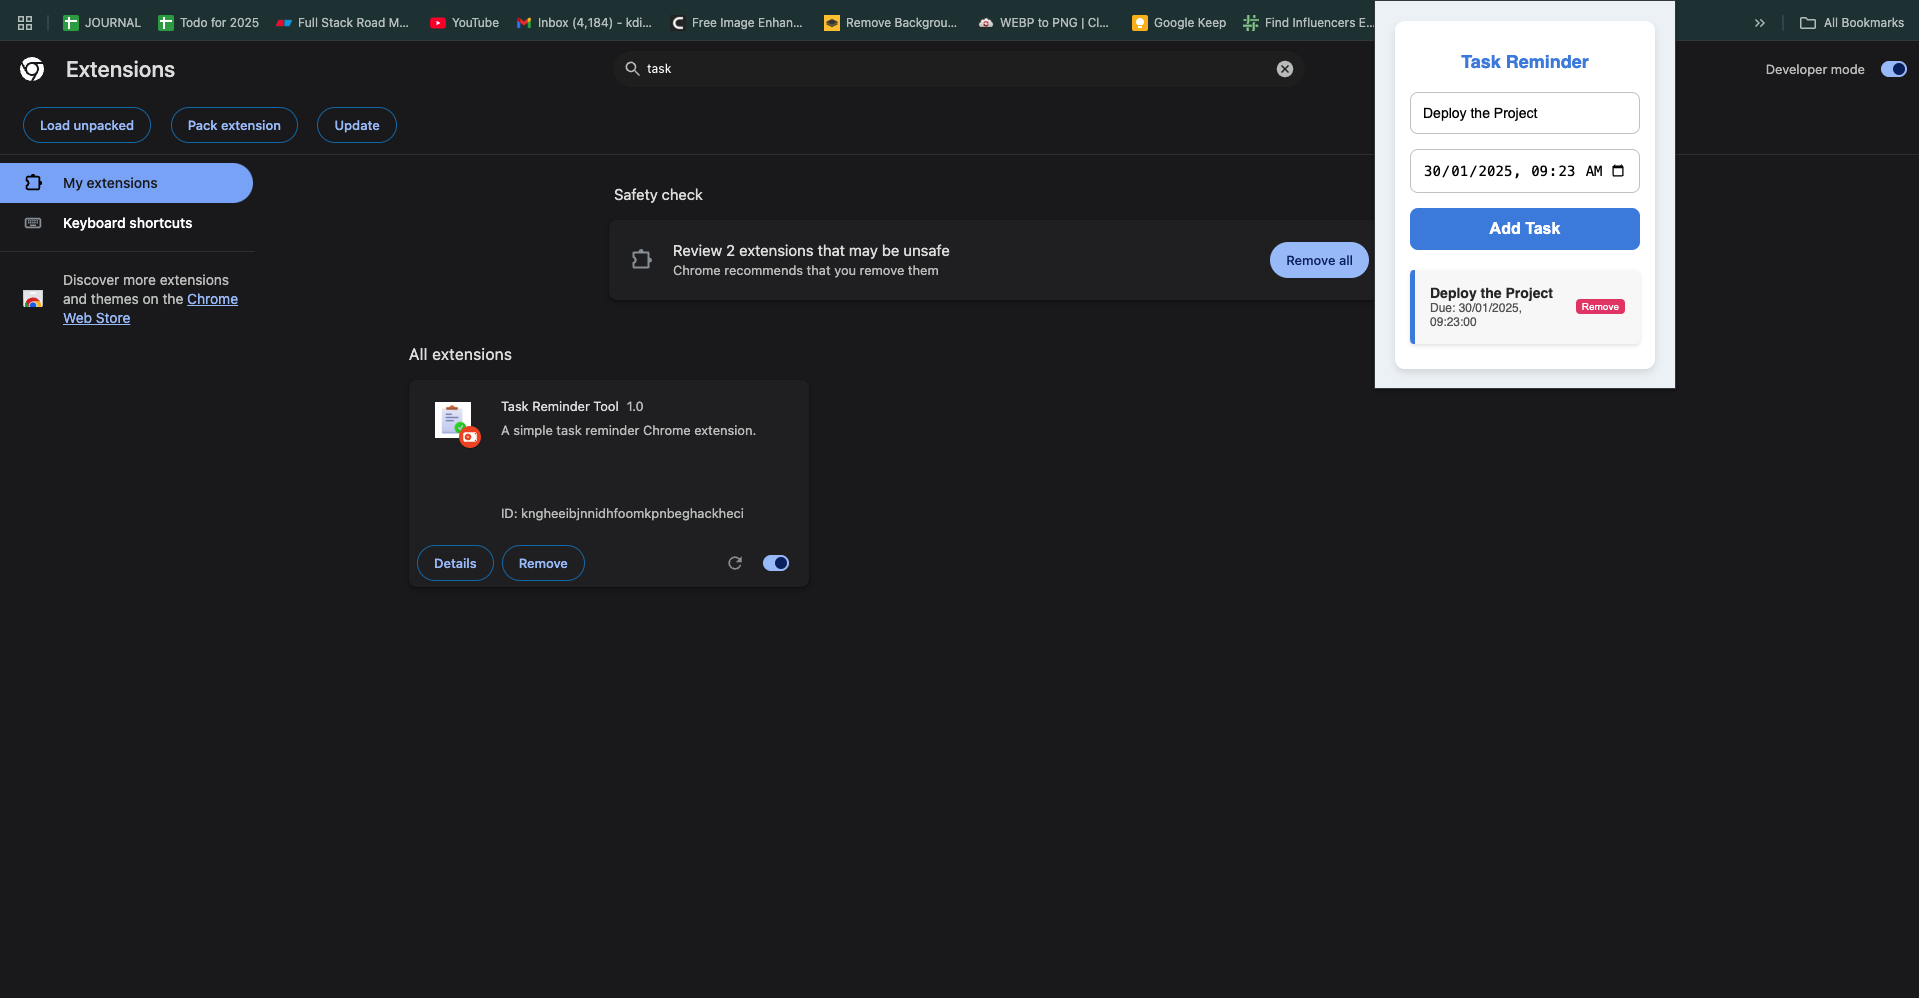 JOURNAL
Todo for 2025
Full Stack Road M...
YouTube
Inbox (4,184) - kdi...
Free Image Enhan...
Remove Backgrou...
WEBP to PNG | Cl...
Google Keep
Find Influencers E...
All Bookmarks
Extensions
task
Developer mode
Load unpacked
Pack extension
Update
My extensions
Keyboard shortcuts
Discover more extensions
and themes on the Chrome
Web Store
Safety check
Review 2 extensions that may be unsafe
Chrome recommends that you remove them
Remove all
All extensions
Task Reminder Tool 1.0
A simple task reminder Chrome extension.
ID: kngheeibjnnidhfoomkpnbeghackheci
Details
Remove
Task Reminder
Deploy the Project
30/01/2025, 09:23 AM
Add Task
Deploy the Project
Due: 30/01/2025,
09:23:00
Remove